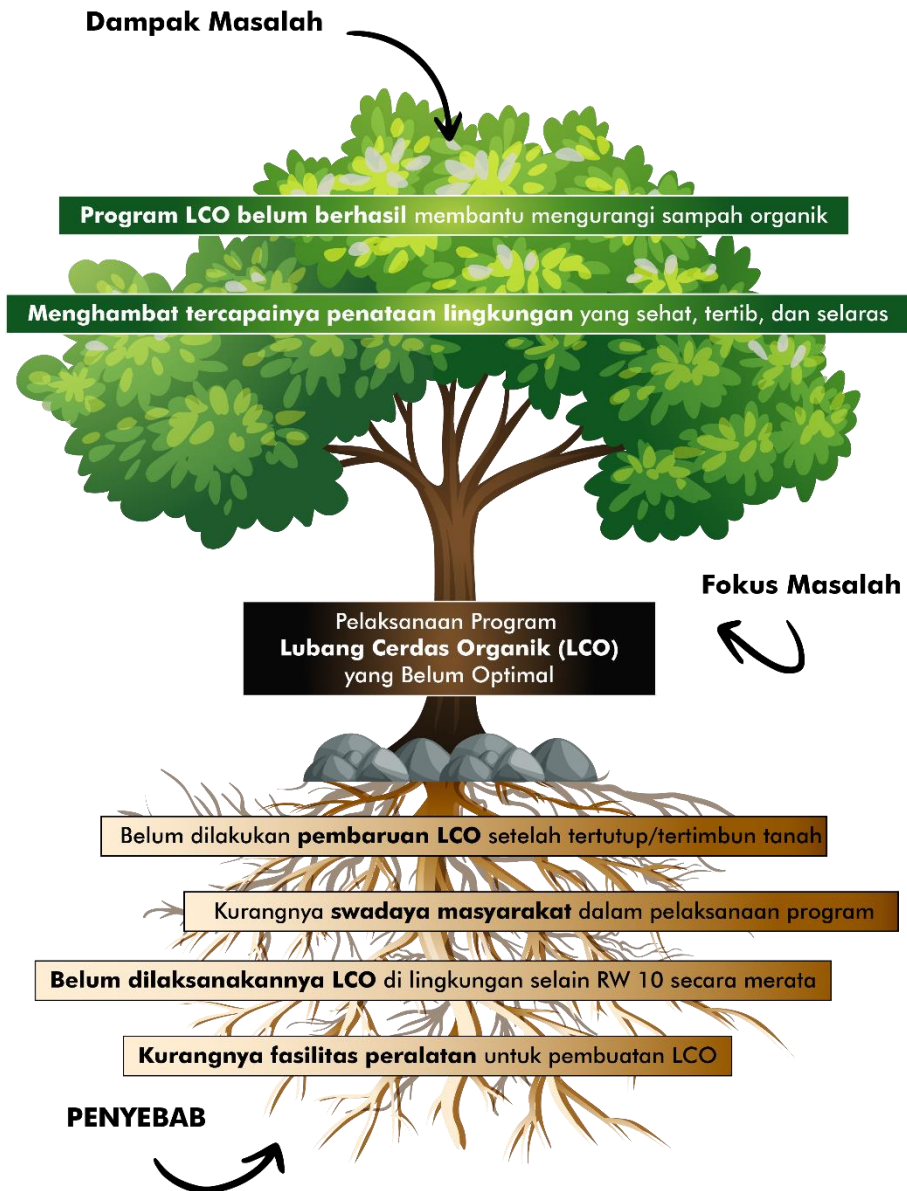 Dampak Masalah
Program LCO belum berhasil membantu mengurangi sampah organik
Menghambat tercapainya penataan lingkungan yang sehat, tertib, dan selaras
Fokus Masalah
Pelaksanaan Program
Lubang Cerdas Organik (LCO)
yang Belum Optimal
Belum dilakukan pembaruan LCO setelah tertutup/tertimbun tanah
Kurangnya swadaya masyarakat dalam pelaksanaan program
Belum dilaksanakannya LCO di lingkungan selain RW 10 secara merata
Kurangnya fasilitas peralatan untuk pembuatan LCO
PENYEBAB